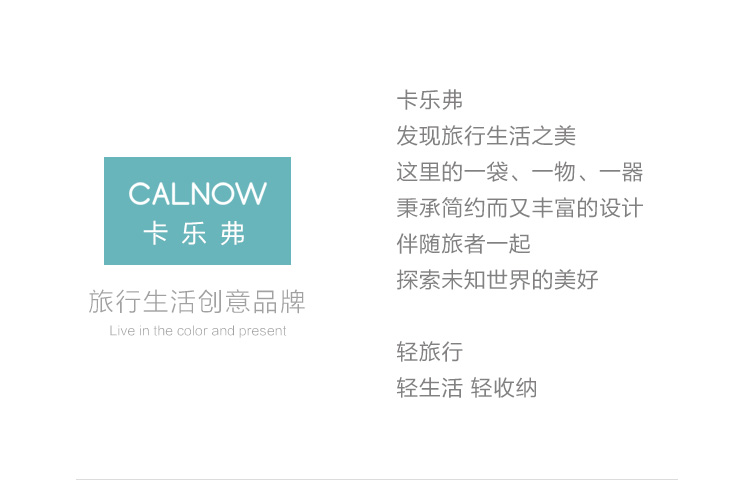 CALNOW
卡乐弗
旅行生活创意品牌
Live in the color and present
卡乐弗
发现旅行生活之美
这里的一袋、一物、一器
秉承简约而又丰富的设计
伴随旅者一起
探索未知世界的美好
轻旅行
轻生活 轻收纳